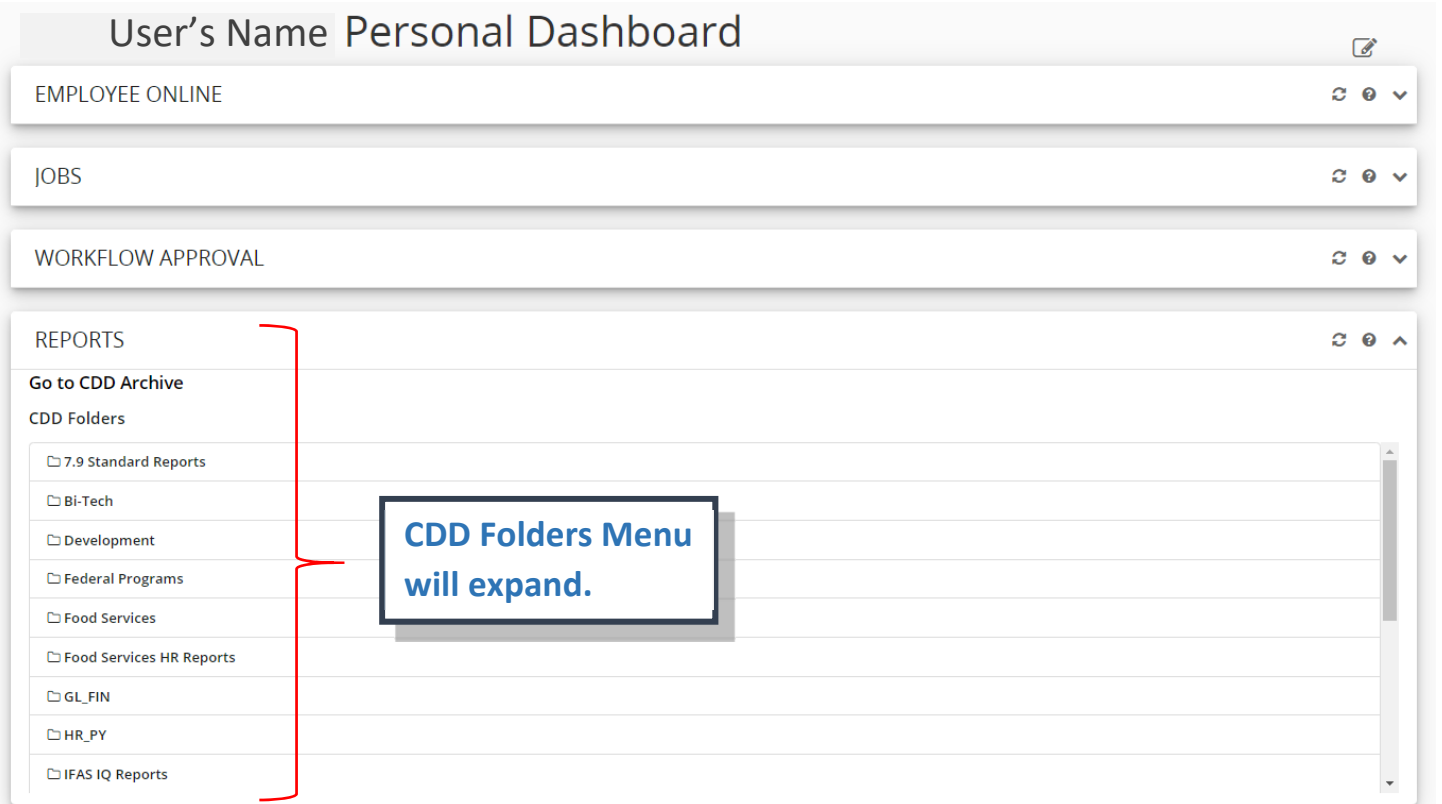 User’s Name Personal Dashboard
EMPLOYEE ONLINE
JOBS
WORKFLOW APPROVAL
REPORTS
Go to CDD Archive
CDD Folders
7.9 Standard Reports
Bi-Tech
Development
Federal Programs
Food Services
Food Services HR Reports
GL_FIN
HR_PY
IFAS IQ Reports
CDD Folders Menu
will expand.